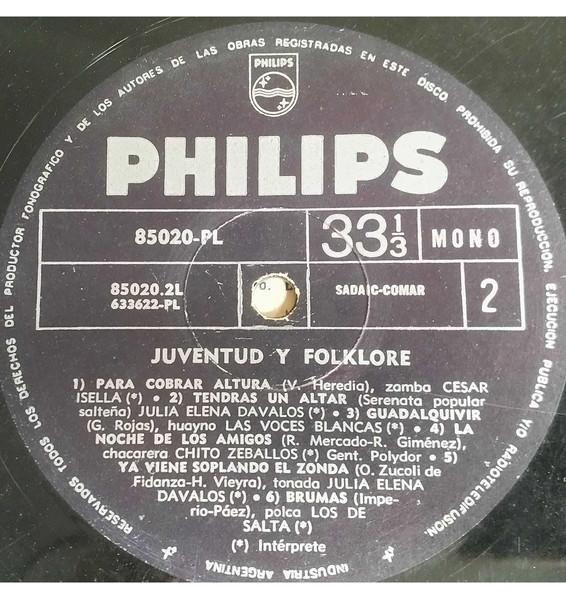 RESERVADOS TODOS LOS DERECHOS DEL PRODUCTOR FONOGRAFICO Y DE LOS AUTORES DE LAS OBRAS REGISTRADAS EN ESTE DISCO. PROHIBIDA SU REPRODUCCION, EJECUCION PUBLICA Y/O RADIOTELEDIFUSION.
PHILIPS
PHILIPS
85020-PL
33 1/3
MONO
85020.2L
633622-PL
SADAIC-COMAR
2
JUVENTUD Y FOLKLORE
1) PARA COBRAR ALTURA (V. Heredia), zamba CESAR
ISELLA (*) • 2) TENDRAS UN ALTAR (Serenata popular
salteña) JULIA ELENA DAVALOS (*) • 3) GUADALQUIVIR
(G. Rojas), huayno LAS VOCES BLANCAS (*) • 4) LA
NOCHE DE LOS AMIGOS (R. Mercado-R. Giménez),
chacarera CHITO ZEBALLOS (*) Gent. Polydor • 5)
YA VIENE SOPLANDO EL ZONDA (O. Zucoli de
Fidanza-H. Vieyra), tonada JULIA ELENA
DAVALOS (*) • 6) BRUMAS (Impe-
rio-Páez), polca LOS DE
SALTA (*)
(*) Intérprete
INDUSTRIA ARGENTINA